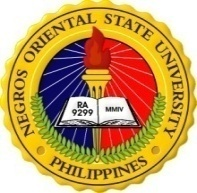 NEGROS ORIENTAL STATE UNIVERSITY
RA
9299
MMIV
PHILIPPINES